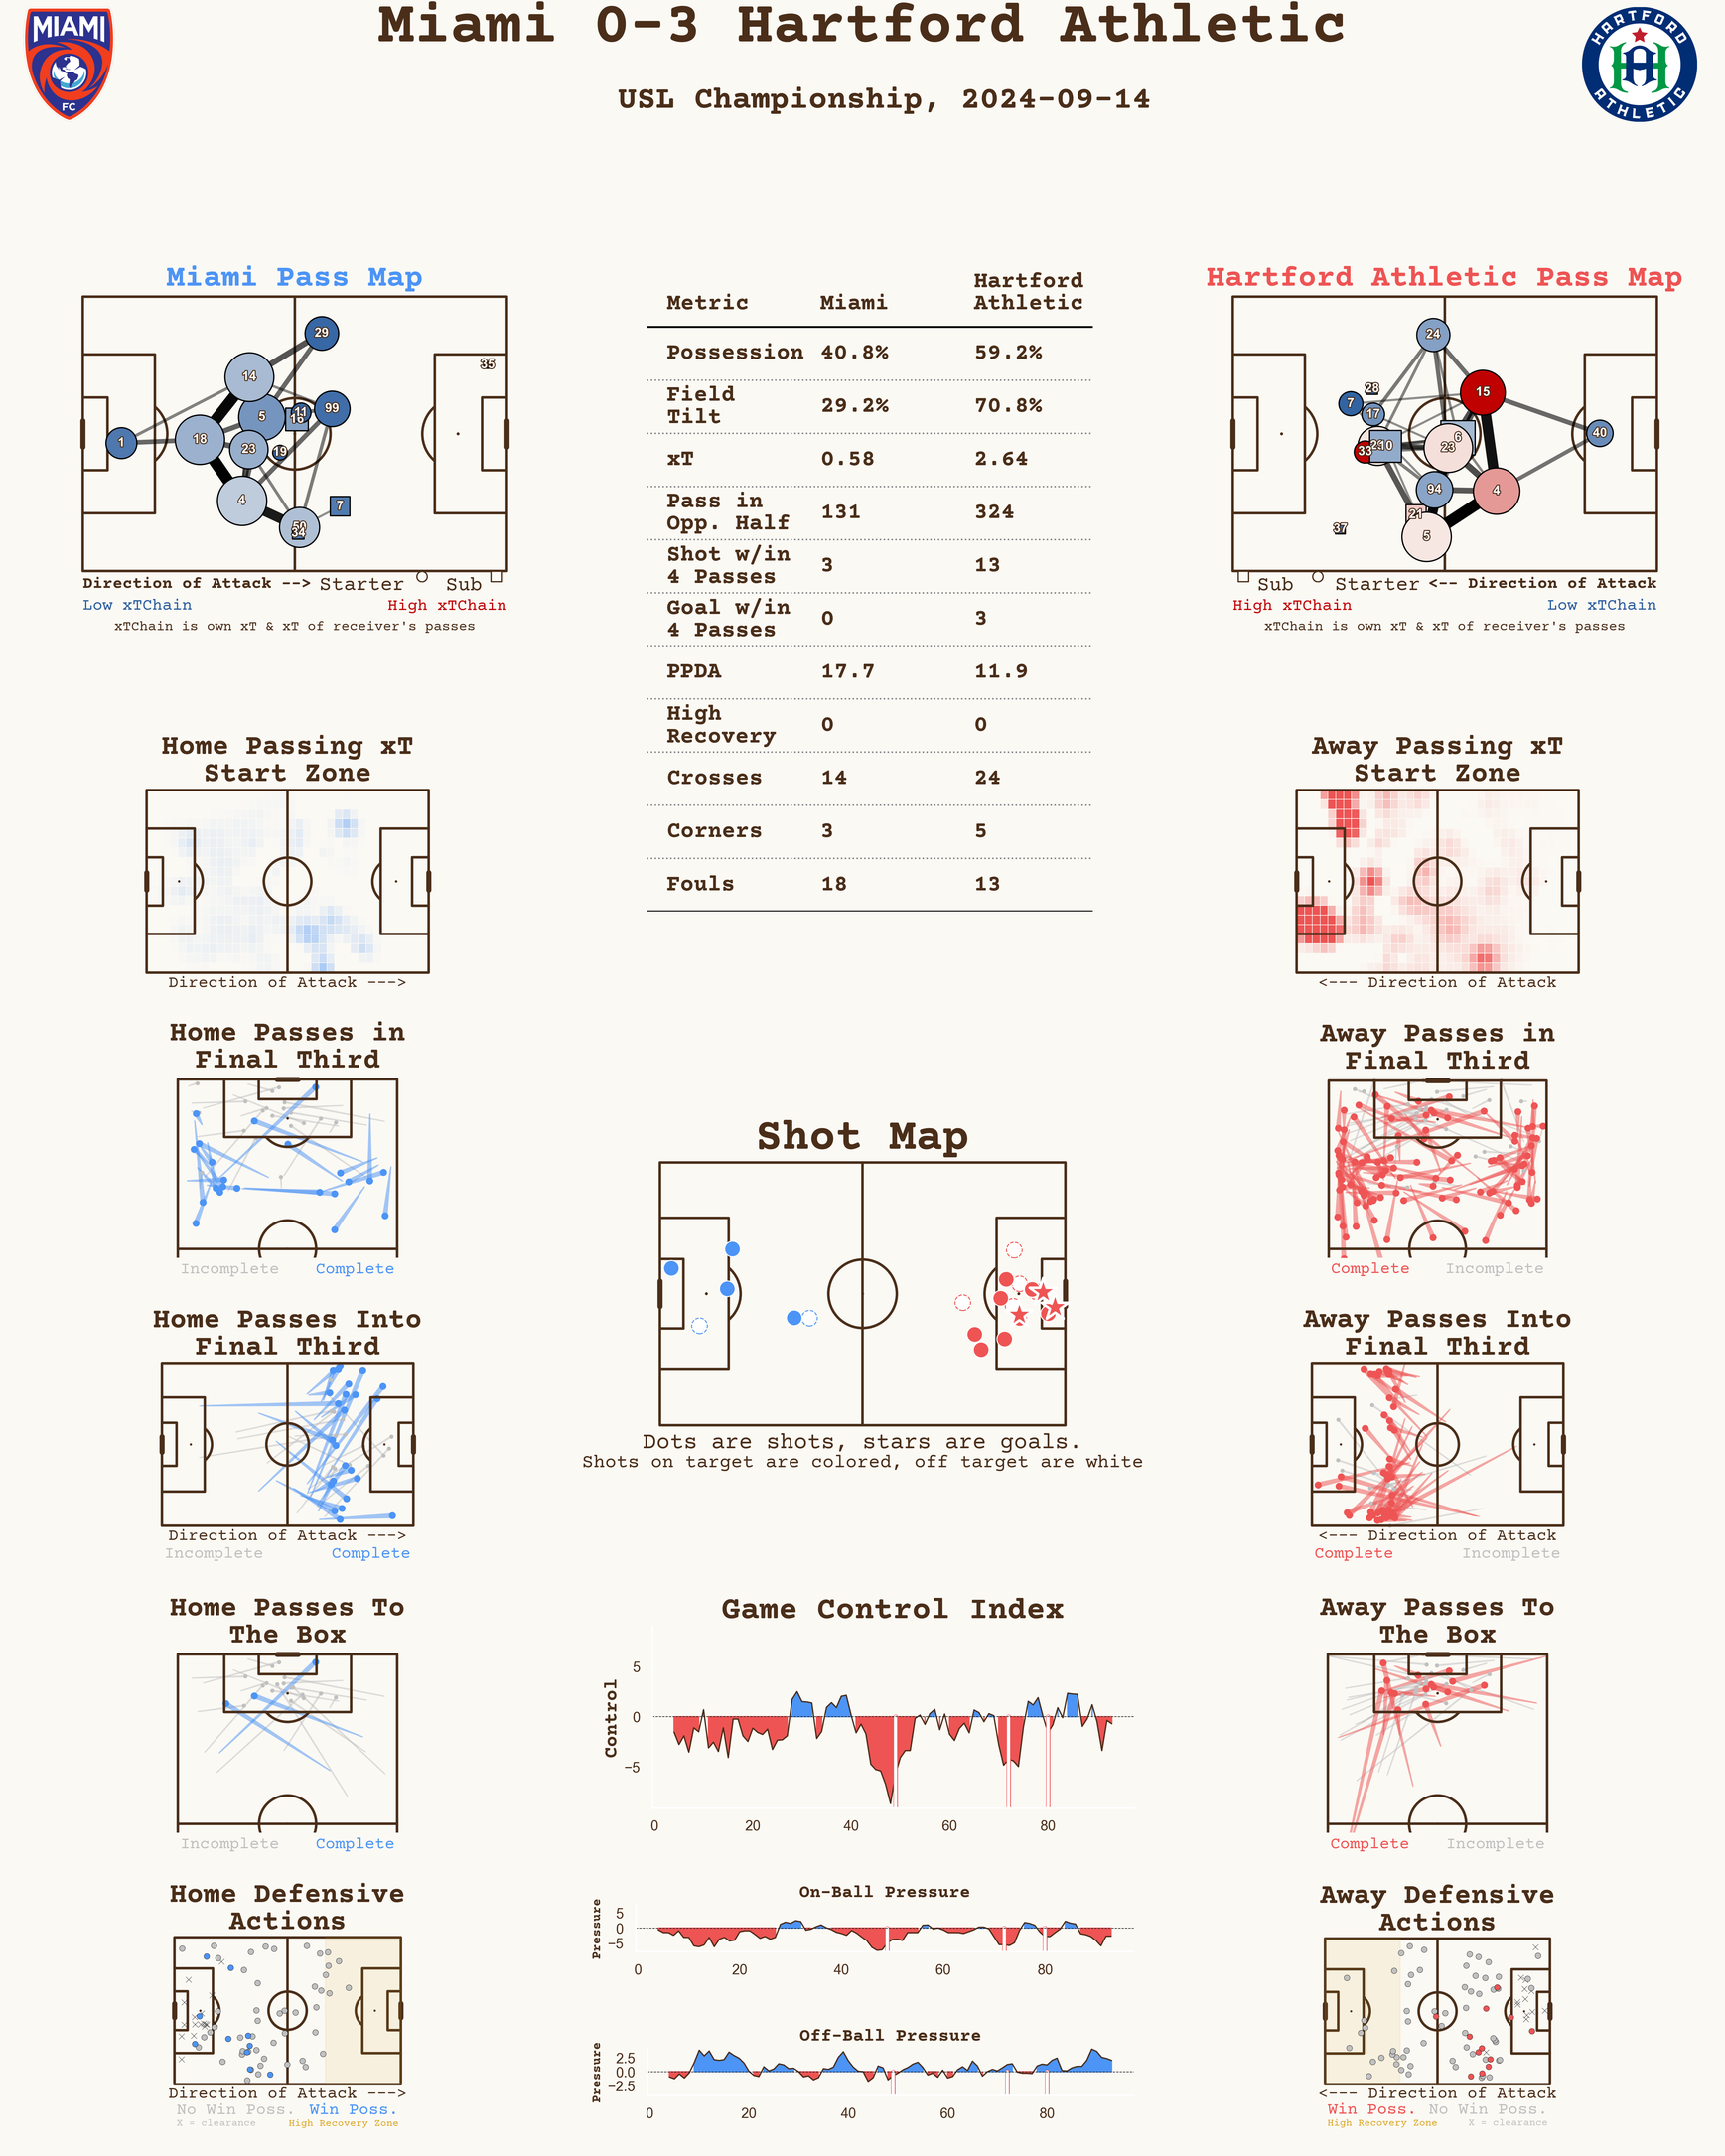 Miami 0-3 Hartford Athletic
USL Championship, 2024-09-14
MIAMI
FC
HARTFORD
ATHLETIC
Miami Pass Map
29
14
35
5
11
16
99
1
18
23
19
4
7
50
34
Direction of Attack --> Starter Sub
Low xTChain High xTChain
xTChain is own xT & xT of receiver's passes
Metric Miami Hartford
Athletic
Possession 40.8% 59.2%
Field
Tilt 29.2% 70.8%
xT 0.58 2.64
Pass in
Opp. Half 131 324
Shot w/in
4 Passes 3 13
Goal w/in
4 Passes 0 3
PPDA 17.7 11.9
High
Recovery 0 0
Crosses 14 24
Corners 3 5
Fouls 18 13
Hartford Athletic Pass Map
24
28
15
7
17
40
6
33
10
23
94
4
21
37
5
Sub Starter <-- Direction of Attack
High xTChain Low xTChain
xTChain is own xT & xT of receiver's passes
Home Passing xT
Start Zone
Direction of Attack --->
Away Passing xT
Start Zone
<--- Direction of Attack
Home Passes in
Final Third
Incomplete Complete
Away Passes in
Final Third
Complete Incomplete
Shot Map
Dots are shots, stars are goals.
Shots on target are colored, off target are white
Home Passes Into
Final Third
Direction of Attack --->
Incomplete Complete
Away Passes Into
Final Third
<--- Direction of Attack
Complete Incomplete
Home Passes To
The Box
Incomplete Complete
Game Control Index
Control
5
0
−5
0 20 40 60 80
Away Passes To
The Box
Complete Incomplete
Home Defensive
Actions
Direction of Attack --->
No Win Poss. Win Poss.
X = clearance High Recovery Zone
On-Ball Pressure
Pressure
5
0
−5
0 20 40 60 80
Off-Ball Pressure
Pressure
2.5
0.0
−2.5
0 20 40 60 80
Away Defensive
Actions
<--- Direction of Attack
Win Poss. No Win Poss.
High Recovery Zone X = clearance